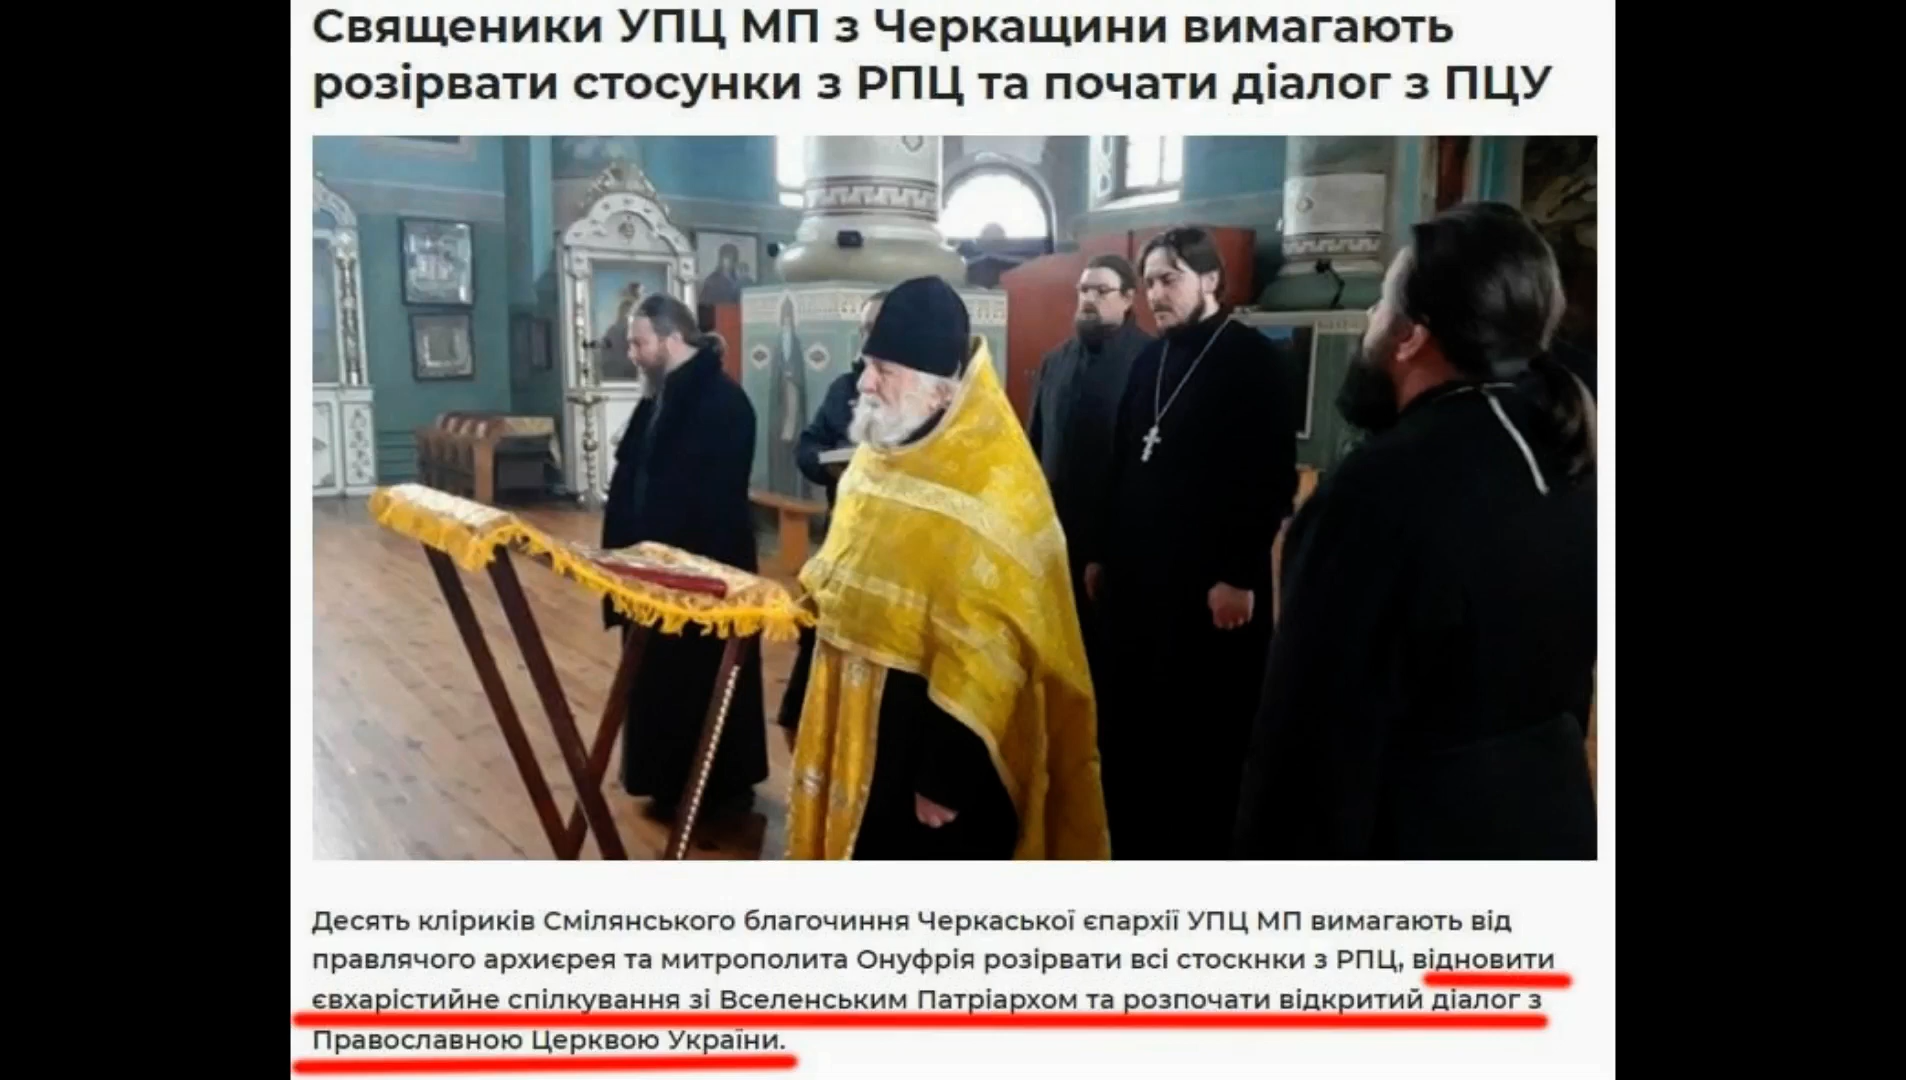 Священики УПЦ МП з Черкащини вимагають
розірвати стосунки з РПЦ та почати діалог з ПЦУ
Десять кліриків Смілянського благочиння Черкаської єпархії УПЦ МП вимагають від
правлячого архиєрея та митрополита Онуфрія розірвати всі стоскнки з РПЦ, відновити
євхарістийне спілкування зі Вселенським Патріархом та розпочати відкритий діалог з
Православною Церквою України.